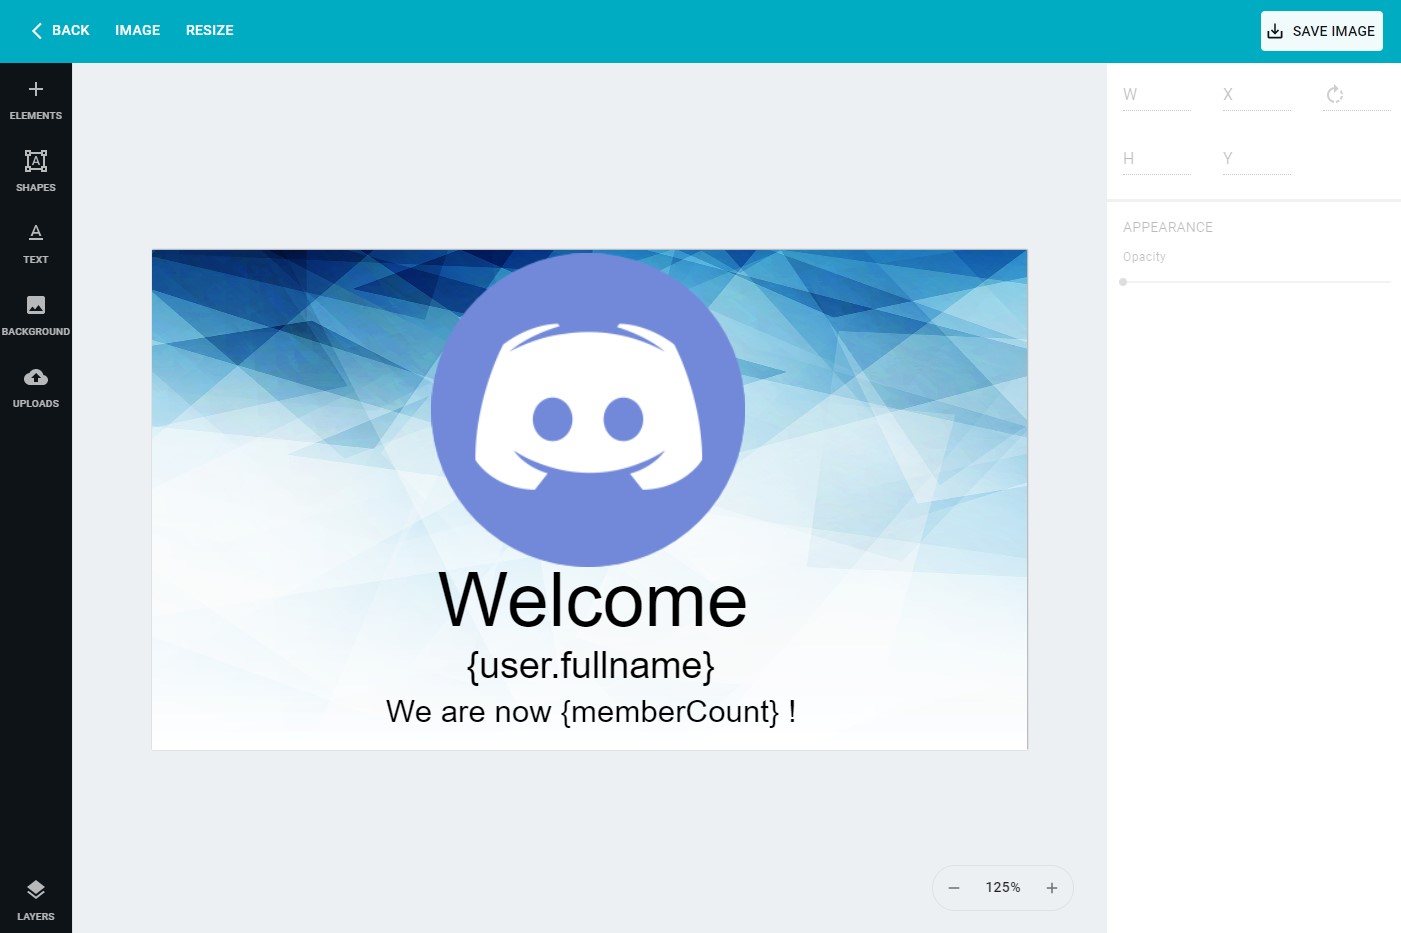 BACK IMAGE RESIZE SAVE IMAGE
ELEMENTS
SHAPES
TEXT
BACKGROUND
UPLOADS
LAYERS
Welcome
{user.fullname}
We are now {memberCount} !
125%
W X
H Y
APPEARANCE
Opacity